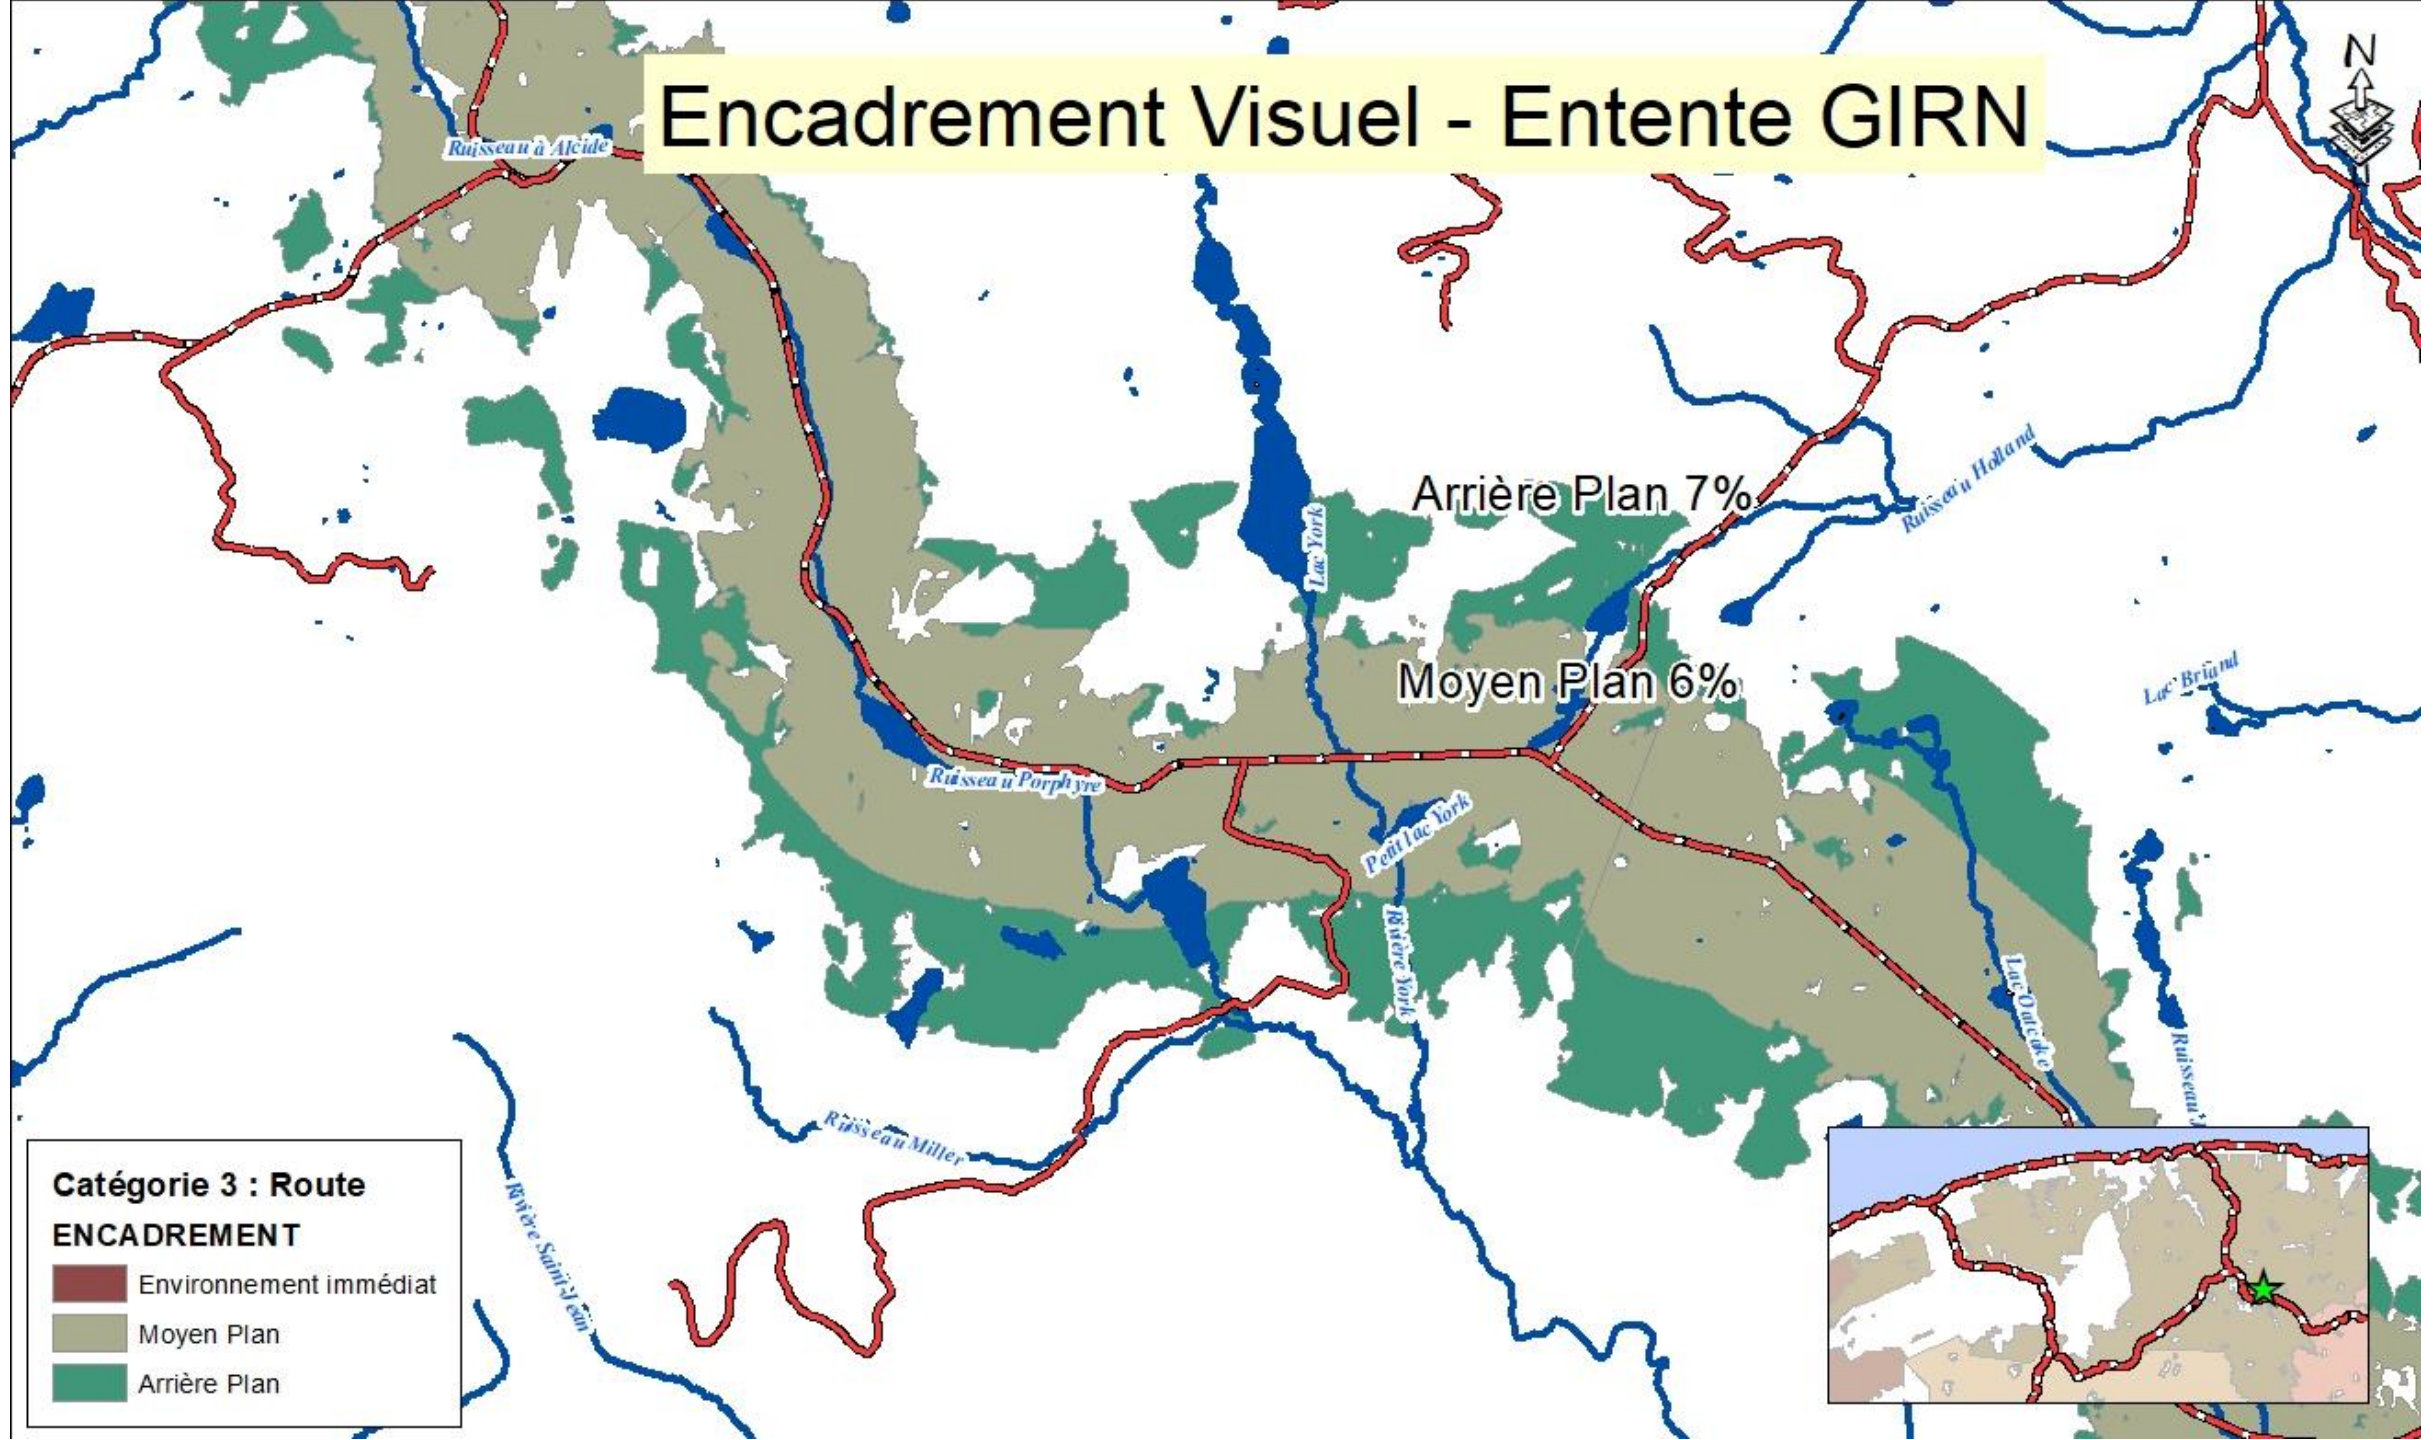 Encadrement Visuel - Entente GIRN
N
Ruisseau à Alcide
Ruisseau Holland
Arrière Plan 7%
Lac York
Moyen Plan 6%
Lac Briand
Ruisseau Porphyre
Petit lac York
Rivière York
Lac Oatcake
Ruisseau
Ruisseau Miller
Rivière Saint-Jean
Catégorie 3 : Route
ENCADREMENT
Environnement immédiat
Moyen Plan
Arrière Plan